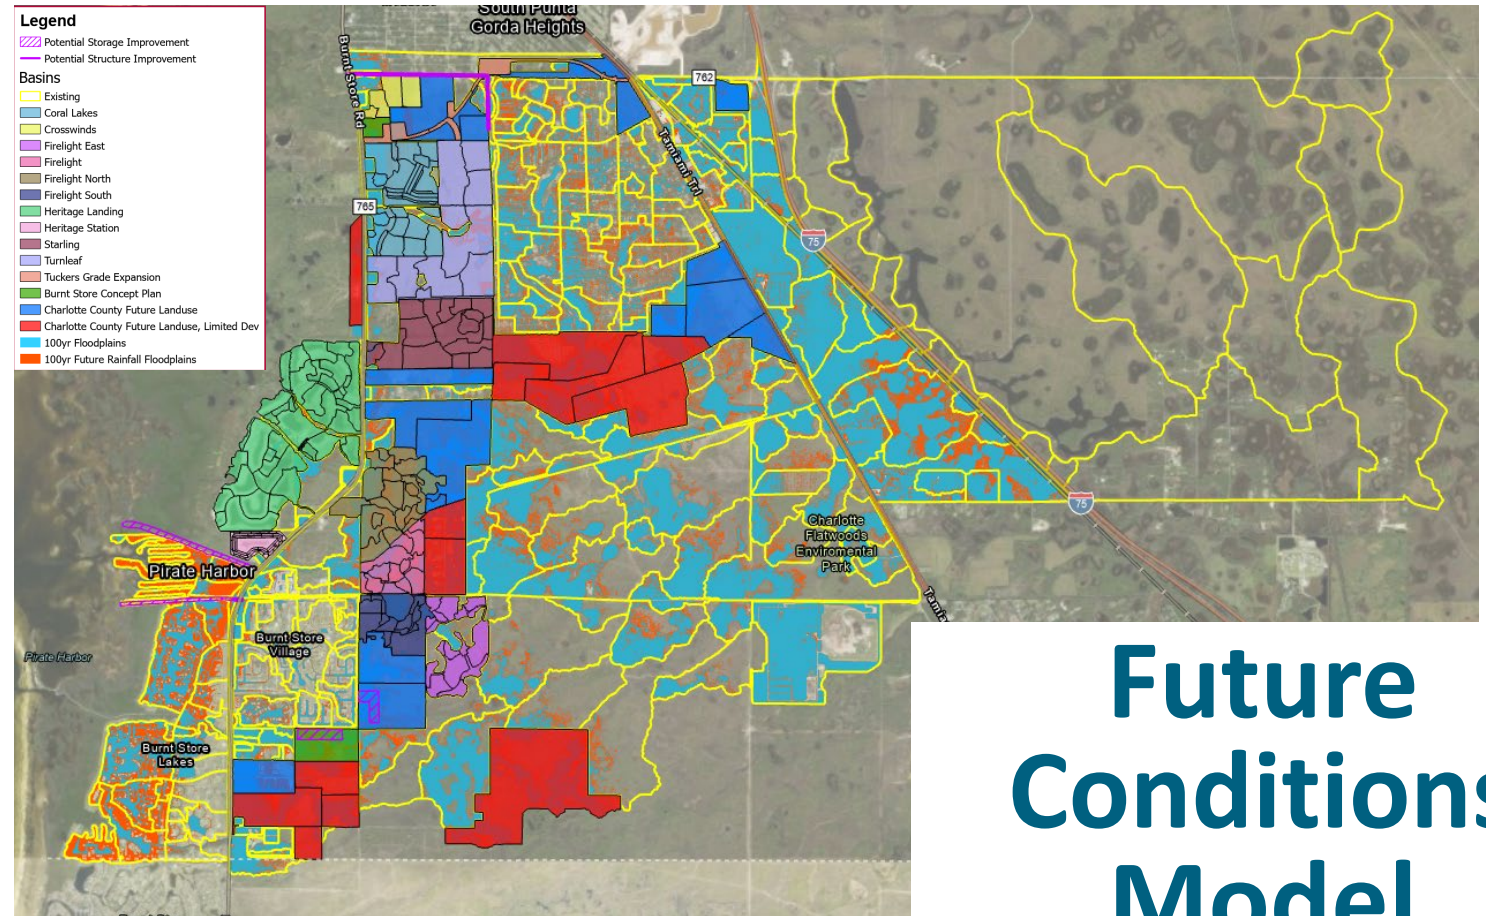 Legend
Potential Storage Improvement
Potential Structure Improvement
Basins
Existing
Coral Lakes
Crosswinds
Firelight East
Firelight
Firelight North
Firelight South
Heritage Landing
Heritage Station
Starling
Turnleaf
Tuckers Grade Expansion
Burnt Store Concept Plan
Charlotte County Future Landuse
Charlotte County Future Landuse, Limited Dev
100yr Floodplains
100yr Future Rainfall Floodplains
South Punta
Gorda Heights
Burnt Store Rd
762
Tamiami Trl
765
75
75
Charlotte
Flatwoods
Enviromental
Park
Pirate Harbor
Tamia
Burnt Store
Village
Pirate Harbor
Burnt Store
Lakes
Future
Conditions
Model